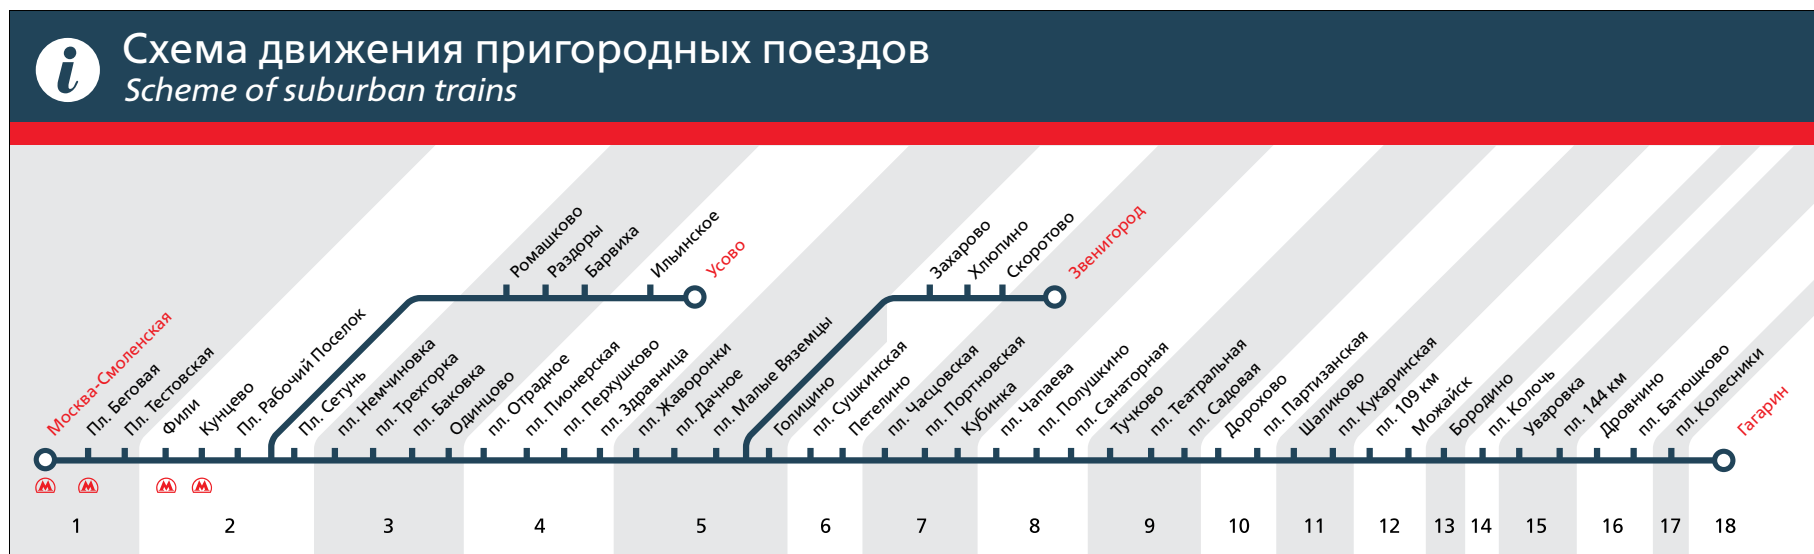 i
Схема движения пригородных поездов
Scheme of suburban trains
Ромашково
Раздоры
Барвиха
Ильинское
Усово
Захарово
Хлюпино
Скоротово
Звенигород
Москва-Смоленская
Пл. Беговая
Пл. Тестовская
Фили
Кунцево
Пл. Рабочий Поселок
Пл. Сетунь
пл. Немчиновка
пл. Трехгорка
пл. Баковка
Одинцово
пл. Отрадное
пл. Пионерская
пл. Перхушково
пл. Здравница
пл. Жаворонки
пл. Дачное
пл. Малые Вяземцы
Голицино
пл. Сушкинская
Петелино
пл. Часцовская
пл. Портновская
Кубинка
пл. Чапаева
пл. Полушкино
пл. Санаторная
Тучково
пл. Театральная
пл. Садовая
Дорохово
пл. Партизанская
Шаликово
пл. Кукаринская
пл. 109 км
Можайск
Бородино
пл. Колочь
Уваровка
пл. 144 км
Дровнино
пл. Батюшково
пл. Колесники
Гагарин
М М М М
1 2 3 4 5 6 7 8 9 10 11 12 13 14 15 16 17 18